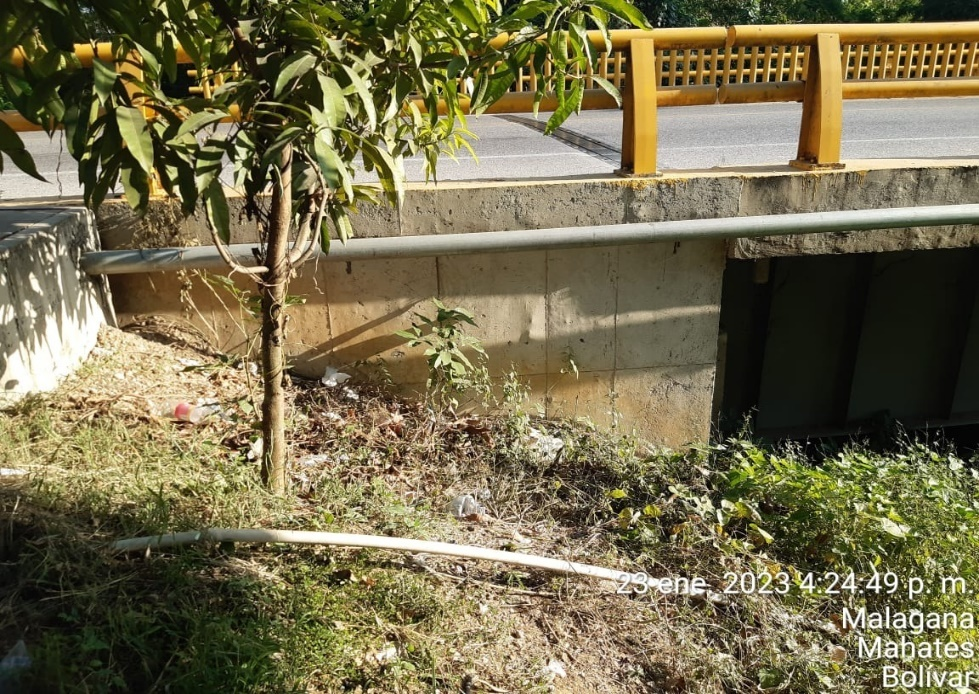 23 ene. 2023 4:24:49 p. m.
Malagana
Mahates
Bolívar